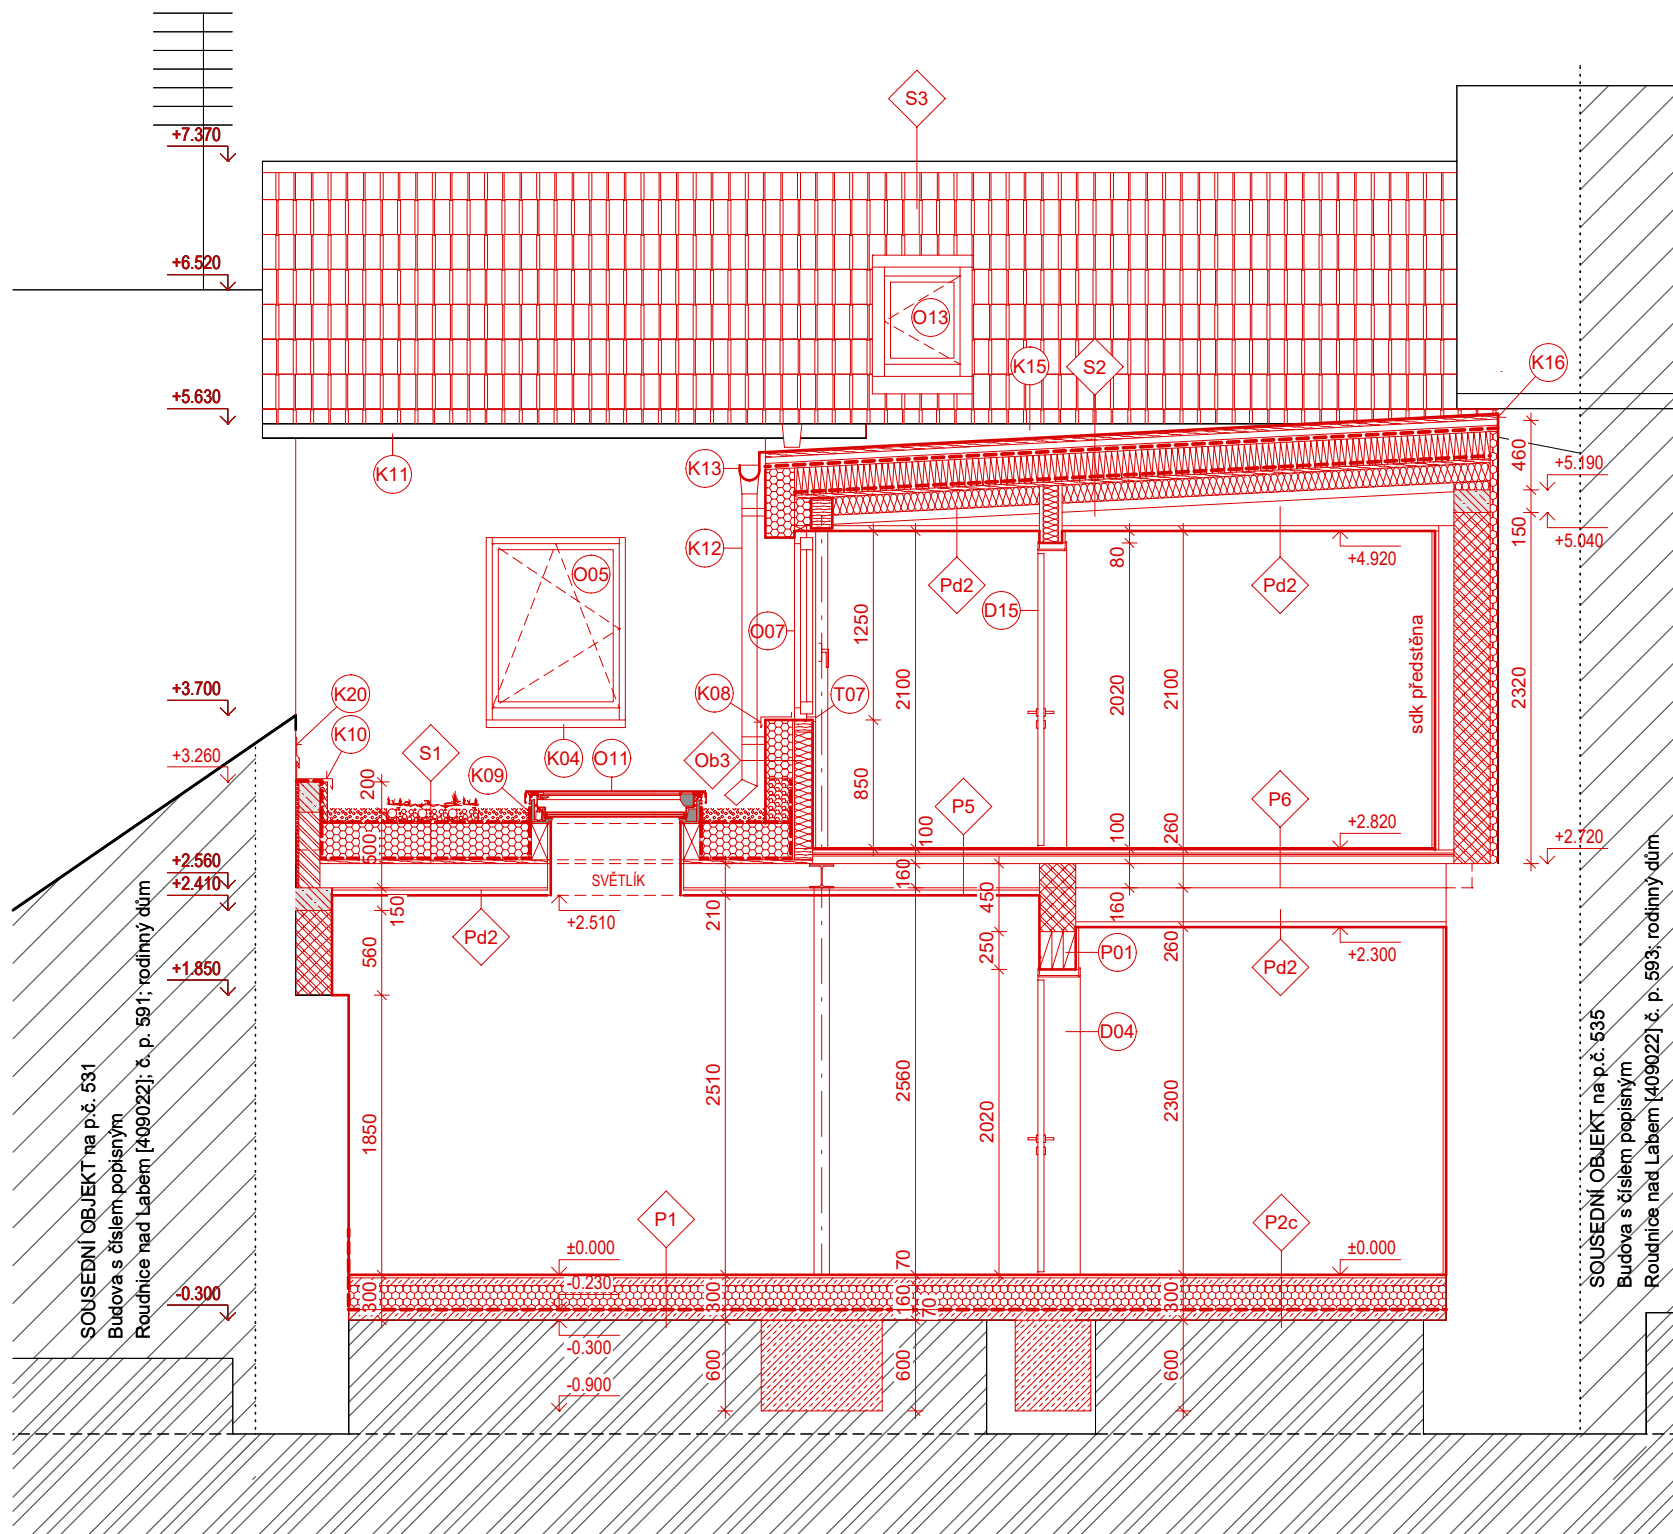 S3
+7.370
+6.520
O13
K15
S2
K16
+5.630
K11
K13
460
+5.190
K12
O05
80
150
+5.040
+4.920
Pd2
Pd2
D15
O07
1250
2100
2020
2100
sdk předstěna
2320
+3.700
K20
K08
T07
K10
S1
K04
O11
Ob3
+3.260
K09
200
850
P5
P6
500
100
100
260
+2.820
+2.720
+2.560
+2.410
SVĚTLÍK
160
450
160
150
+2.510
210
Pd2
560
250
P01
260
+2.300
Pd2
+1.850
D04
1850
2510
2560
2020
2300
P1
P2c
±0.000
70
±0.000
-0.230
-0.300
300
300
160
70
300
-0.300
600
600
600
-0.900
SOUSEDNÍ OBJEKT na p.č. 531
Budova s číslem popisným
Roudnice nad Labem [409022]; č. p. 591; rodinný dům
SOUSEDNÍ OBJEKT na p.č. 535
Budova s číslem popisným
Roudnice nad Labem [409022] č. p. 593; rodinný dům